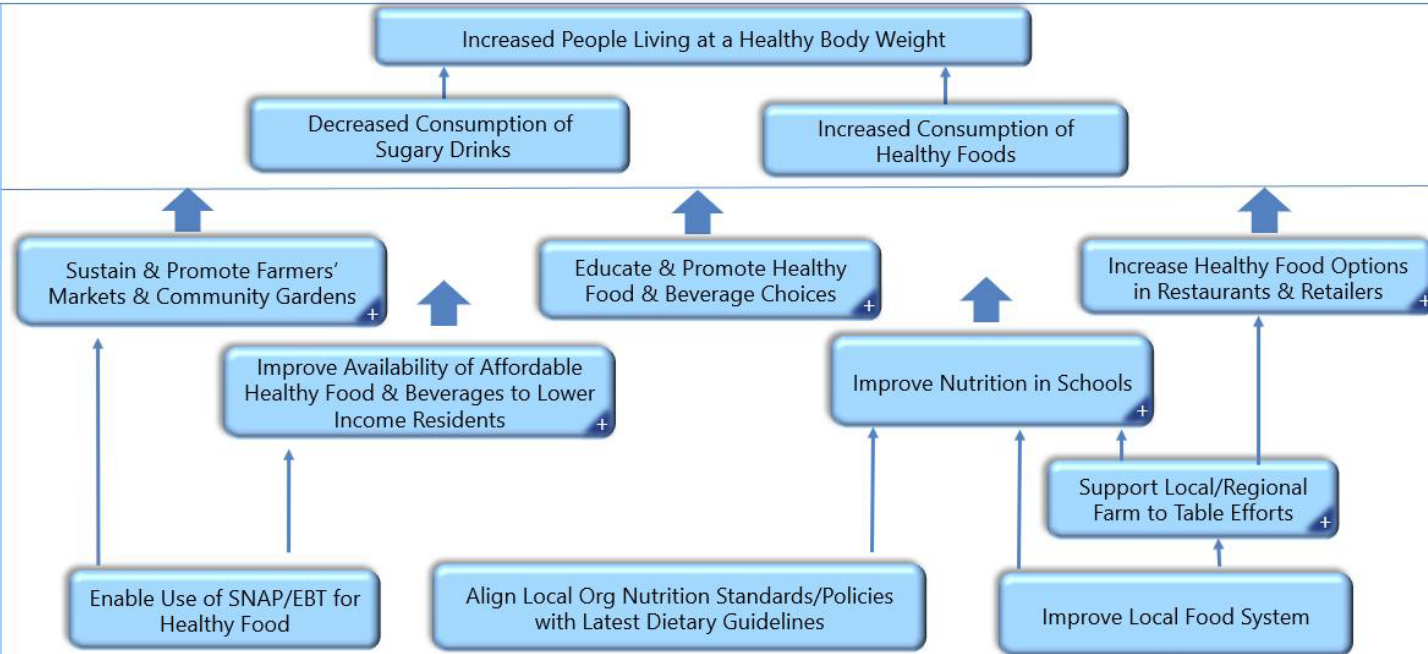 Increased People Living at a Healthy Body Weight
Decreased Consumption of
Sugary Drinks
Increased Consumption of
Healthy Foods
Sustain & Promote Farmers'
Markets & Community Gardens
+
Educate & Promote Healthy
Food & Beverage Choices
+
Increase Healthy Food Options
in Restaurants & Retailers
+
Improve Availability of Affordable
Healthy Food & Beverages to Lower
Income Residents
+
Improve Nutrition in Schools
+
Support Local/Regional
Farm to Table Efforts
+
Enable Use of SNAP/EBT for
Healthy Food
Align Local Org Nutrition Standards/Policies
with Latest Dietary Guidelines
Improve Local Food System